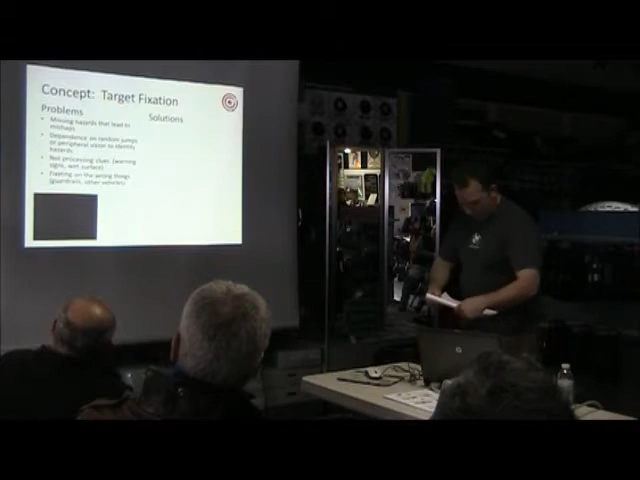 Concept: Target Fixation
Problems
Solutions
• Missing hazards that lead to
mishaps
• Dependence on random jumps
or peripheral vision to identify
hazards
• Not processing clues (warning
signs, wet surface)
• Fixating on the wrong things
(guardrails, other vehicles)
hp